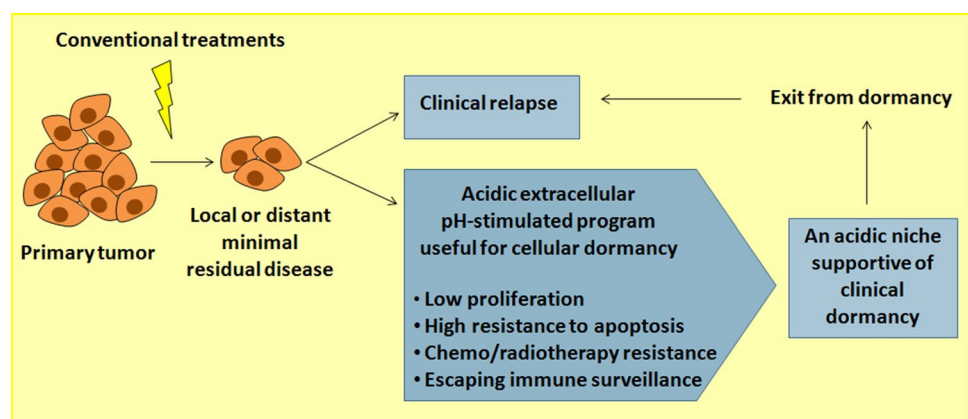 Conventional treatments
Primary tumor
Local or distant
minimal
residual disease
Clinical relapse
Exit from dormancy
Acidic extracellular
pH-stimulated program
useful for cellular dormancy
• Low proliferation
• High resistance to apoptosis
• Chemo/radiotherapy resistance
• Escaping immune surveillance
An acidic niche
supportive of
clinical
dormancy